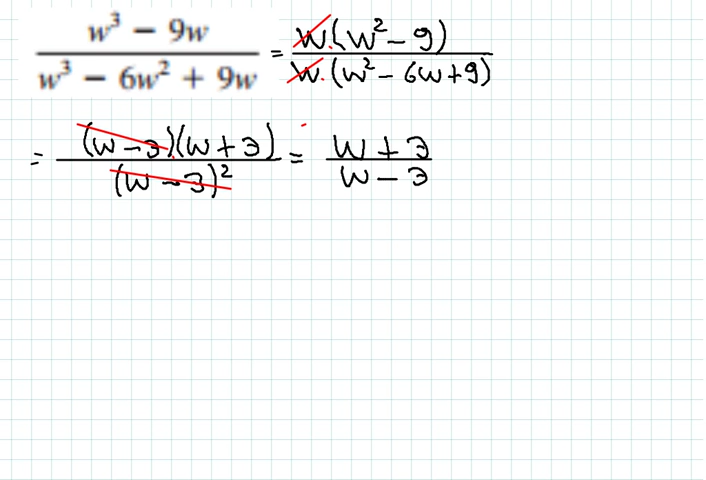 w³ − 9w / w³ − 6w² + 9w = w·(w² − 9) / w·(w² − 6w + 9)
= (w − 3)(w + 3) / (w − 3)² = w + 3 / w − 3